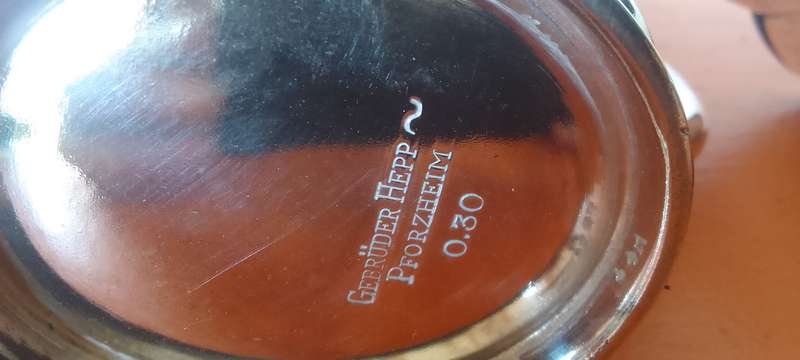 GEBRÜDER HEPP ~
PFORZHEIM
0.30